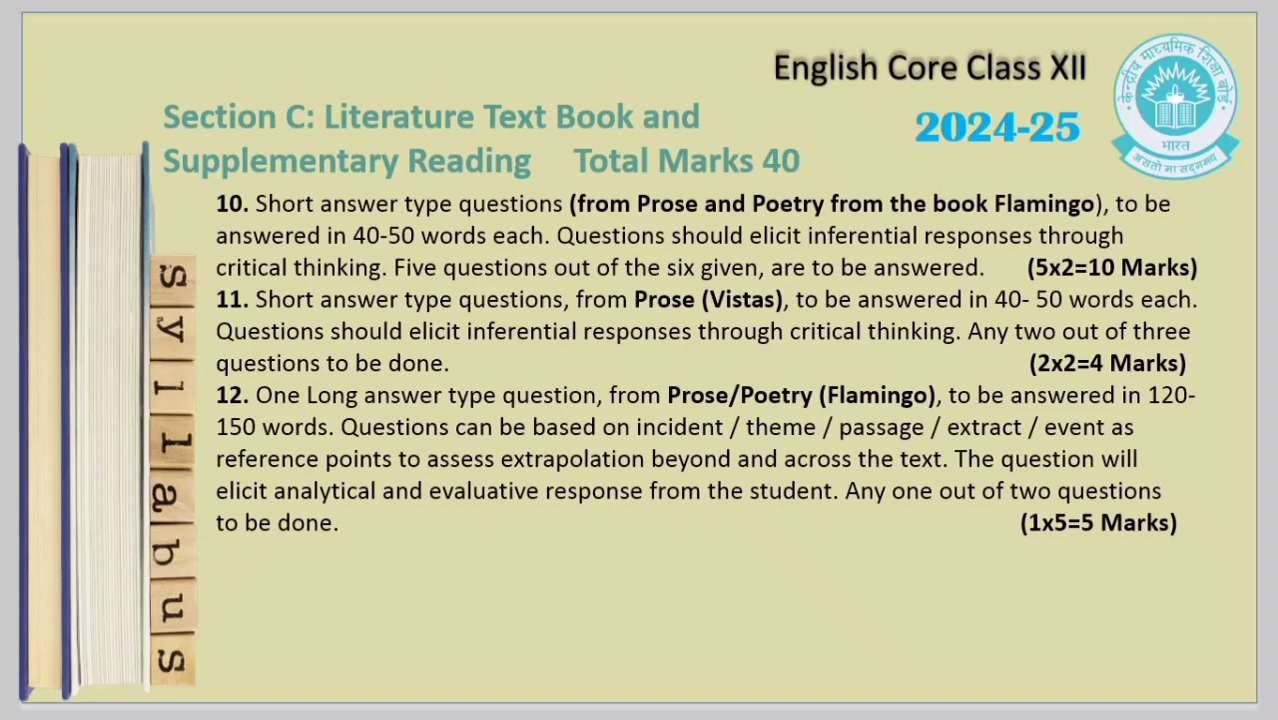 English Core Class XII
2024-25
केन्द्रीय माध्यमिक शिक्षा बोर्ड
भारत
असतो मा सद्गमय
Section C: Literature Text Book and
Supplementary Reading Total Marks 40
10. Short answer type questions (from Prose and Poetry from the book Flamingo), to be
answered in 40-50 words each. Questions should elicit inferential responses through
critical thinking. Five questions out of the six given, are to be answered. (5x2=10 Marks)
11. Short answer type questions, from Prose (Vistas), to be answered in 40- 50 words each.
Questions should elicit inferential responses through critical thinking. Any two out of three
questions to be done. (2x2=4 Marks)
12. One Long answer type question, from Prose/Poetry (Flamingo), to be answered in 120-
150 words. Questions can be based on incident / theme / passage / extract / event as
reference points to assess extrapolation beyond and across the text. The question will
elicit analytical and evaluative response from the student. Any one out of two questions
to be done. (1x5=5 Marks)
Syllabus